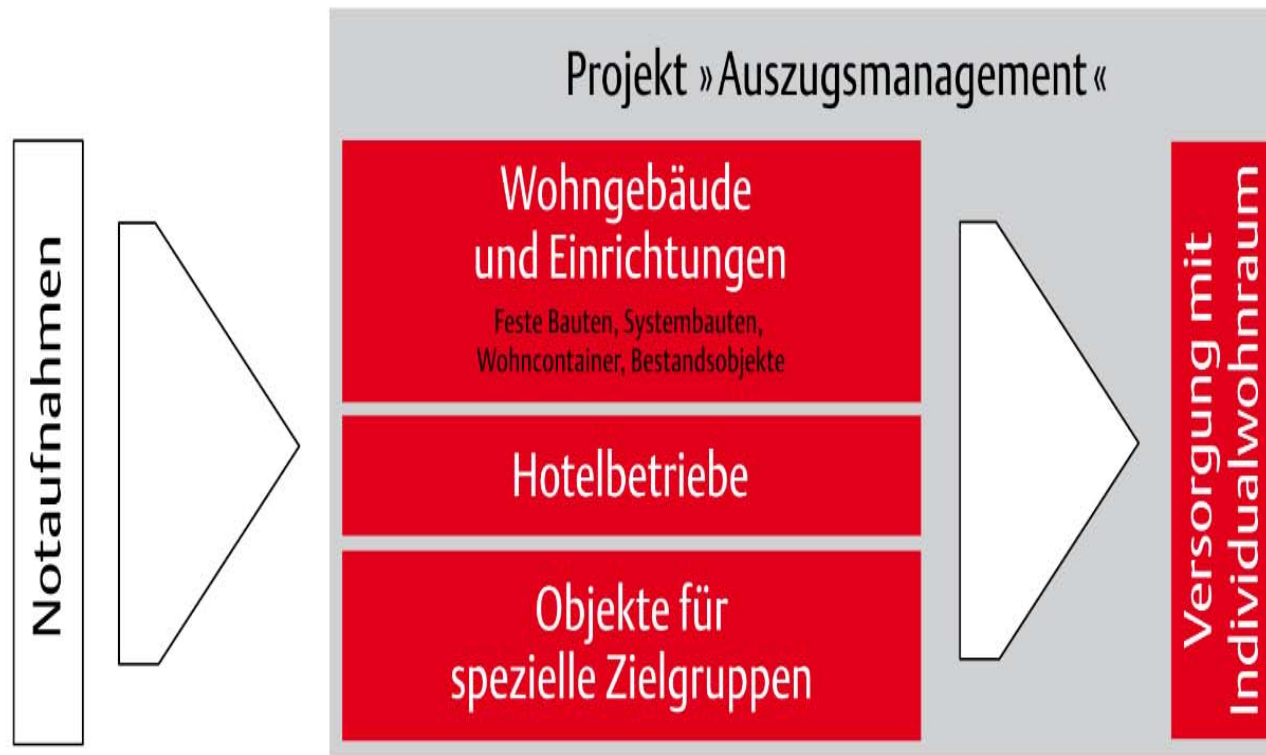 Projekt »Auszugsmanagement«
Notaufnahmen
Wohngebäude
und Einrichtungen
Feste Bauten, Systembauten,
Wohncontainer, Bestandsobjekte
Hotelbetriebe
Objekte für
spezielle Zielgruppen
Versorgung mit
Individualwohnraum